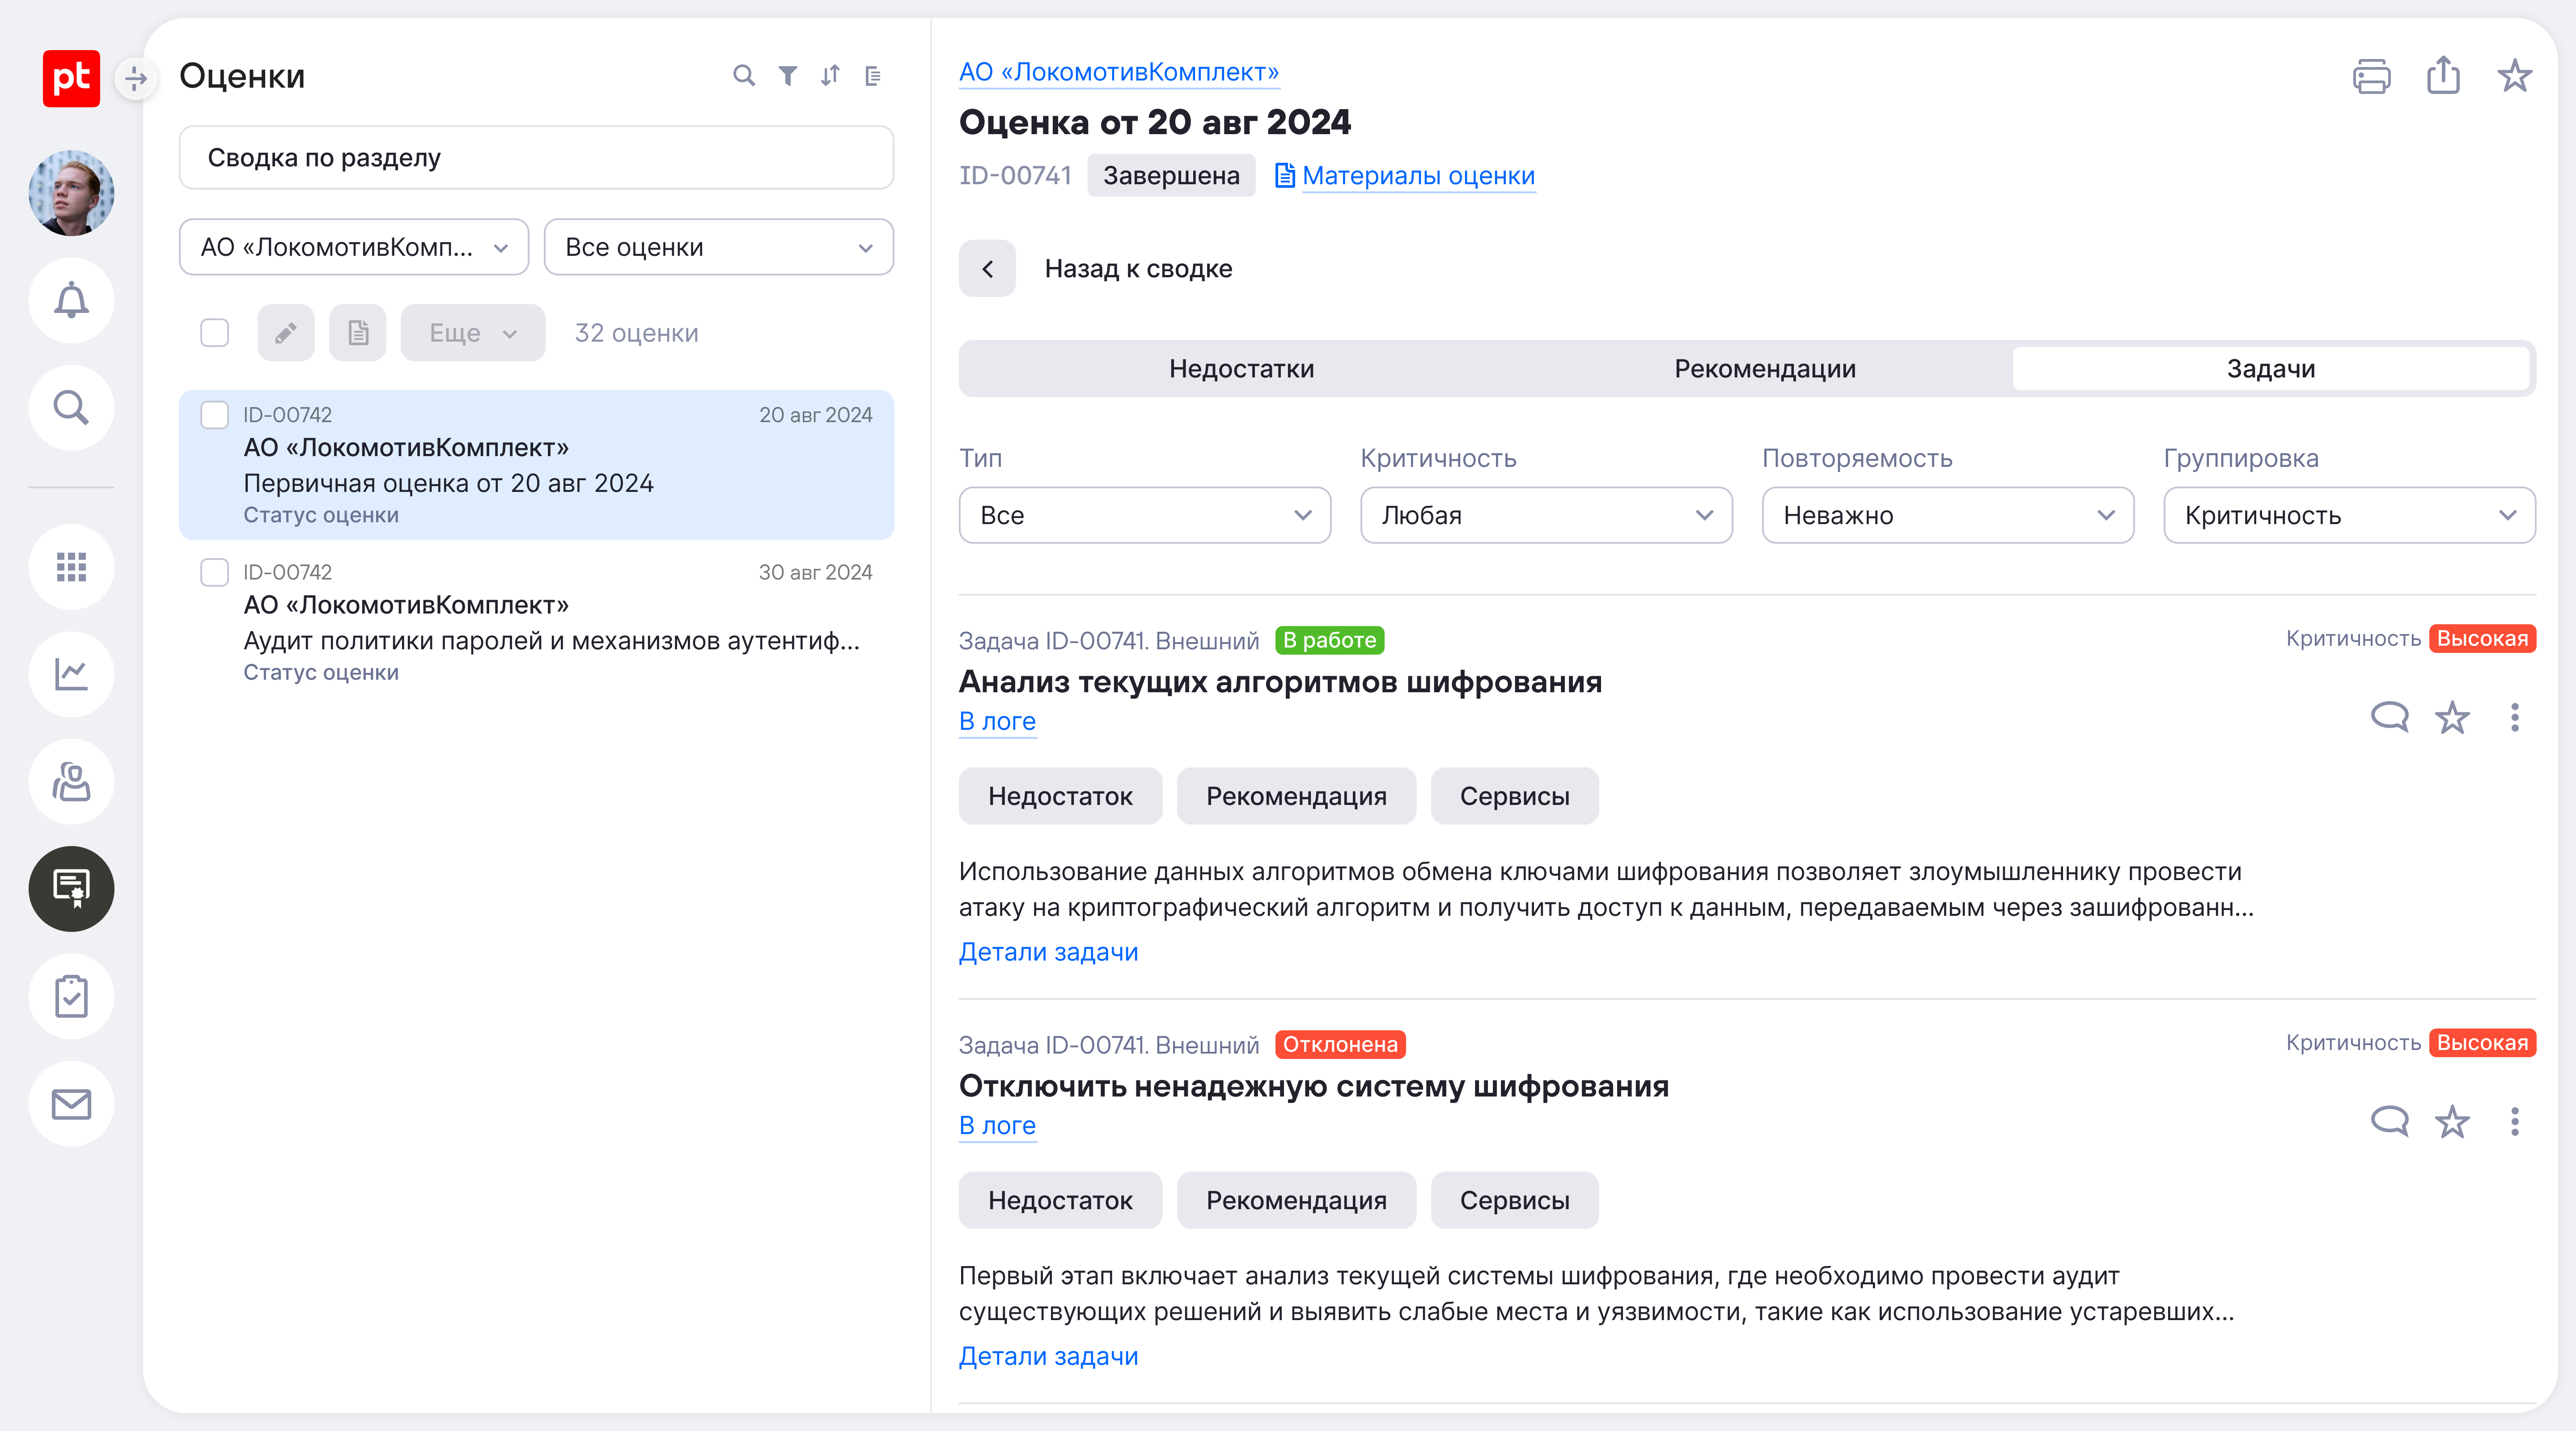 pt
Оценки
Сводка по разделу
АО «ЛокомотивКомп...
Все оценки
Еще
32 оценки
ID-00742
20 авг 2024
АО «ЛокомотивКомплект»
Первичная оценка от 20 авг 2024
Статус оценки
ID-00742
30 авг 2024
АО «ЛокомотивКомплект»
Аудит политики паролей и механизмов аутентиф...
Статус оценки
АО «ЛокомотивКомплект»
Оценка от 20 авг 2024
ID-00741 Завершена Материалы оценки
Назад к сводке
Недостатки Рекомендации Задачи
Тип Критичность Повторяемость Группировка
Все Любая Неважно Критичность
Задача ID-00741. Внешний В работе
Критичность Высокая
Анализ текущих алгоритмов шифрования
В логе
Недостаток Рекомендация Сервисы
Использование данных алгоритмов обмена ключами шифрования позволяет злоумышленнику провести
атаку на криптографический алгоритм и получить доступ к данным, передаваемым через зашифрованн...
Детали задачи
Задача ID-00741. Внешний Отклонена
Критичность Высокая
Отключить ненадежную систему шифрования
В логе
Недостаток Рекомендация Сервисы
Первый этап включает анализ текущей системы шифрования, где необходимо провести аудит
существующих решений и выявить слабые места и уязвимости, такие как использование устаревших...
Детали задачи